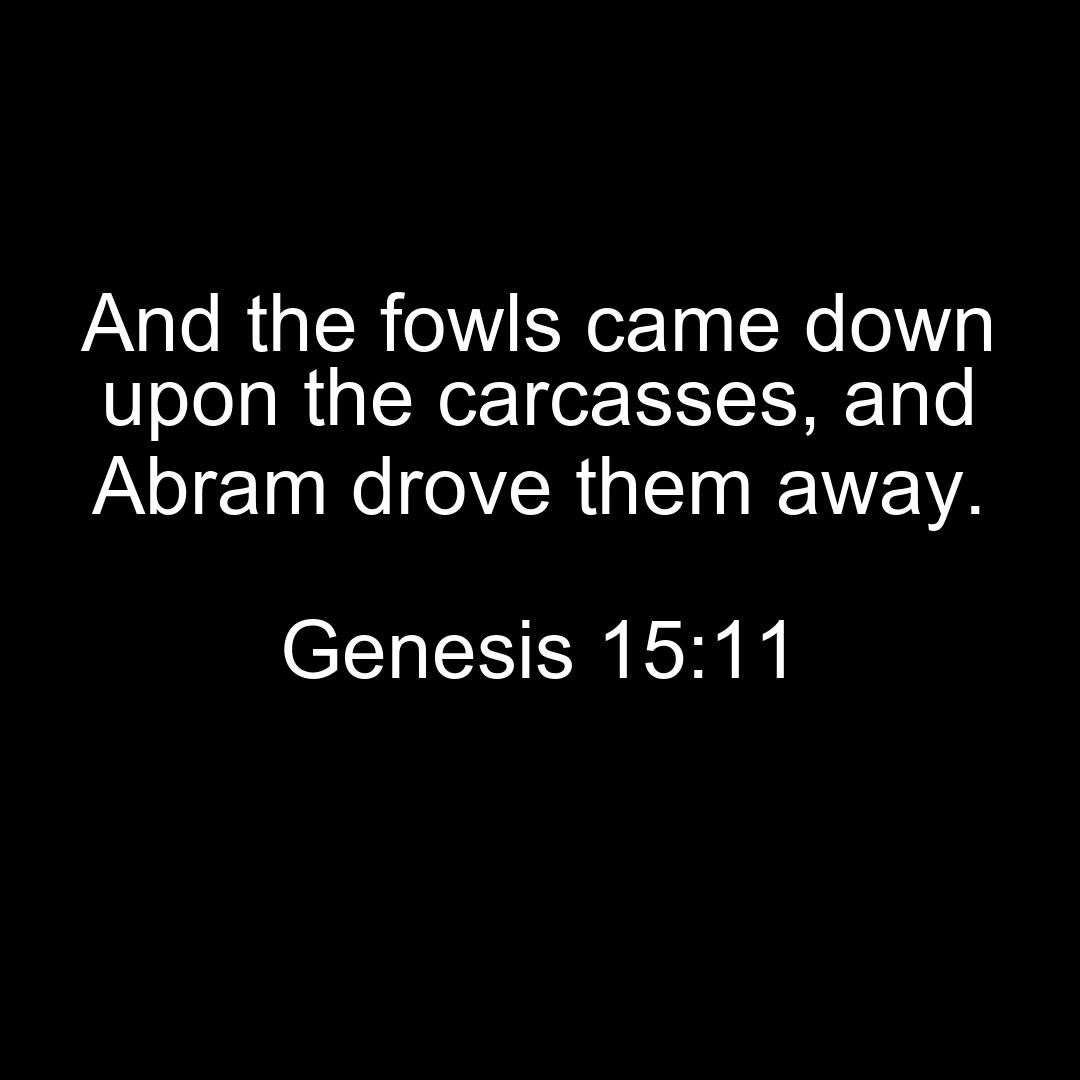 And the fowls came down
upon the carcasses, and
Abram drove them away.
Genesis 15:11